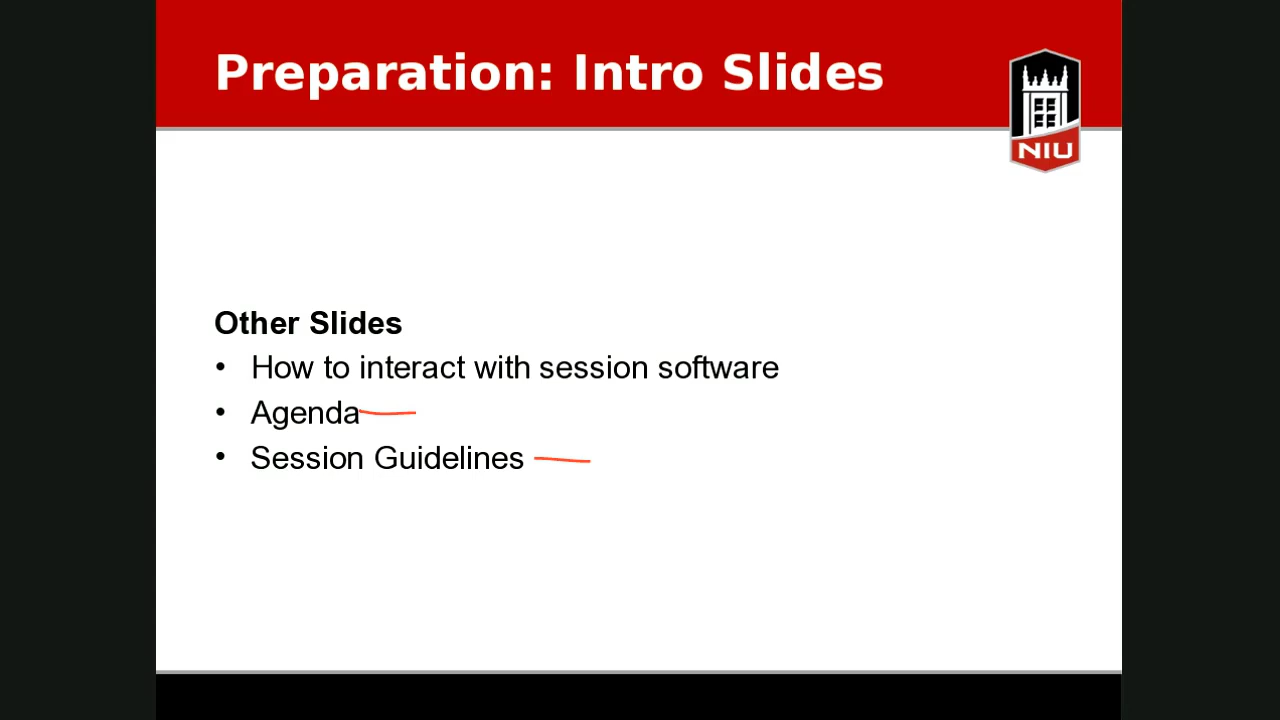 Preparation: Intro Slides
NIU
Other Slides
• How to interact with session software
• Agenda
• Session Guidelines